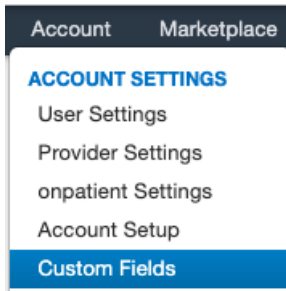 Account Marketplace
ACCOUNT SETTINGS
User Settings
Provider Settings
onpatient Settings
Account Setup
Custom Fields